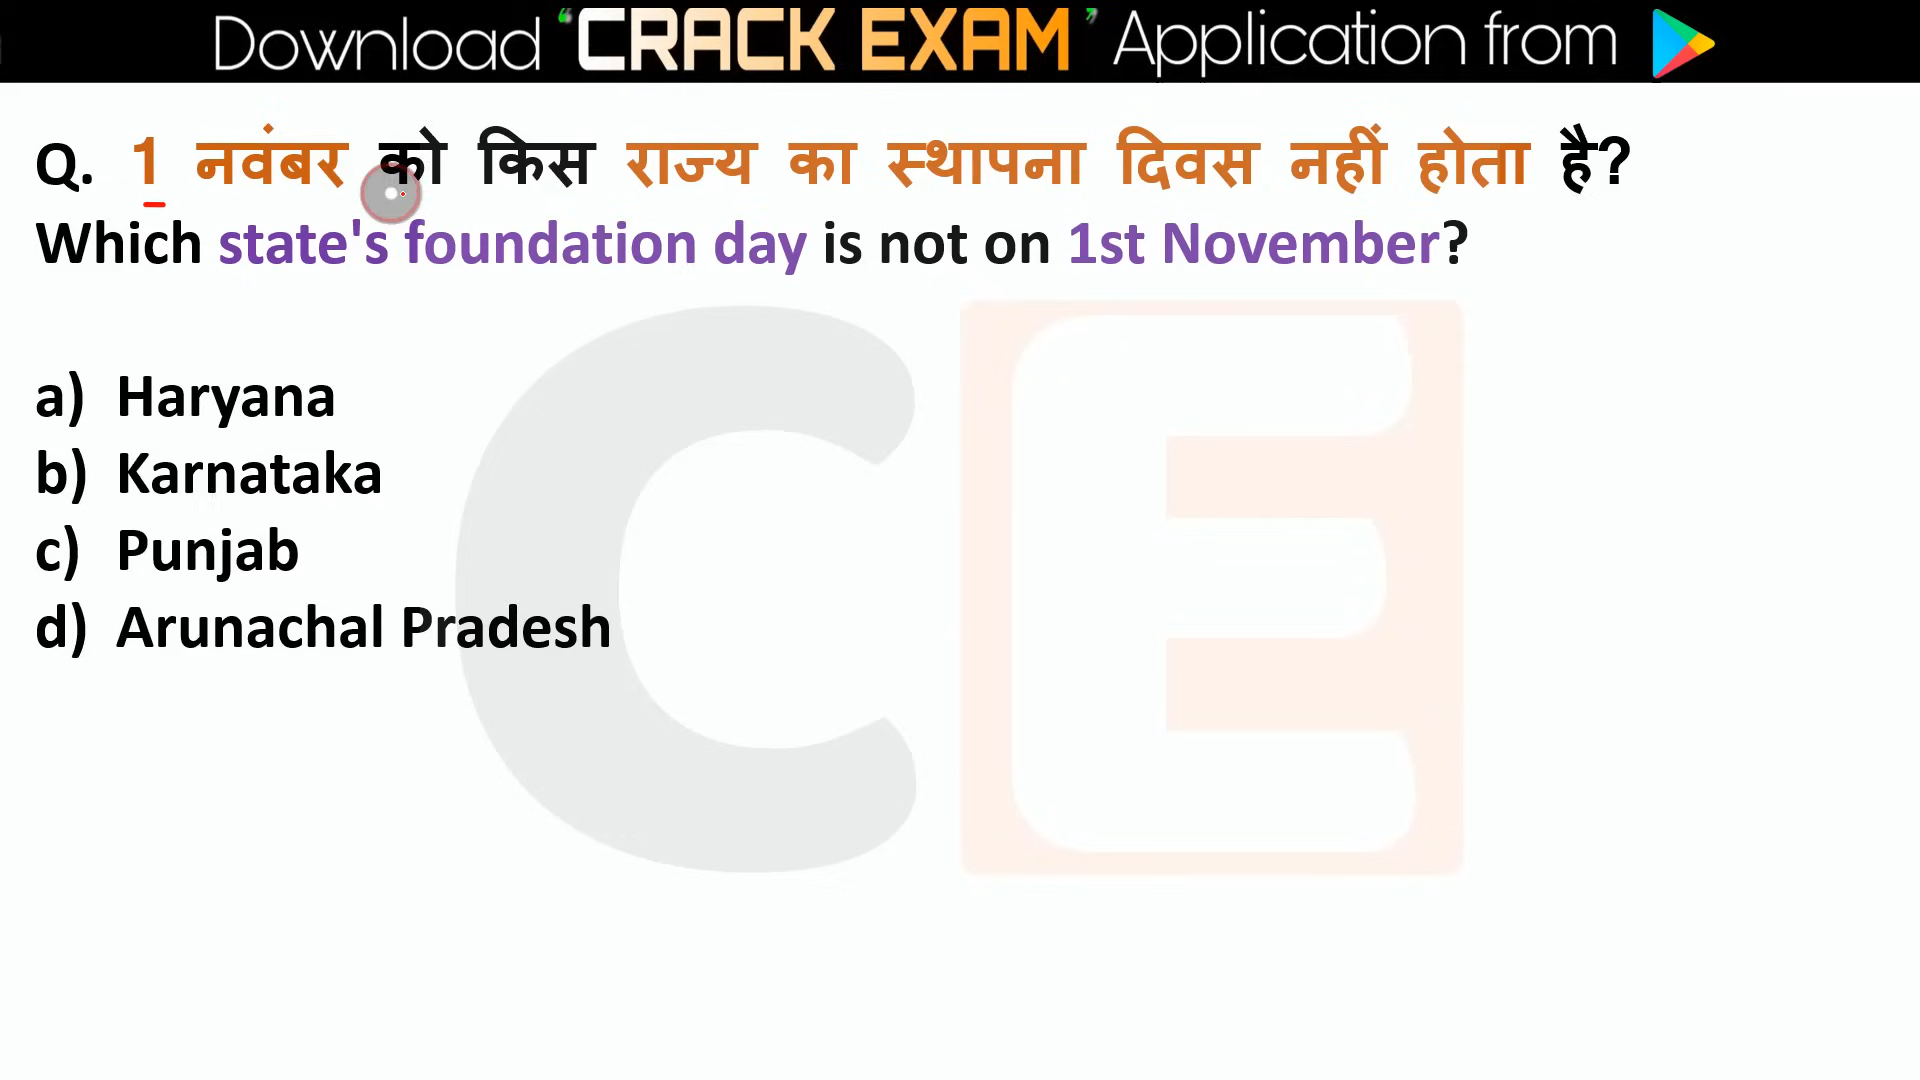 Download ‘CRACK EXAM’ Application from
Q. 1 नवंबर को किस राज्य का स्थापना दिवस नहीं होता है?
Which state's foundation day is not on 1st November?
a) Haryana
b) Karnataka
c) Punjab
d) Arunachal Pradesh
CE